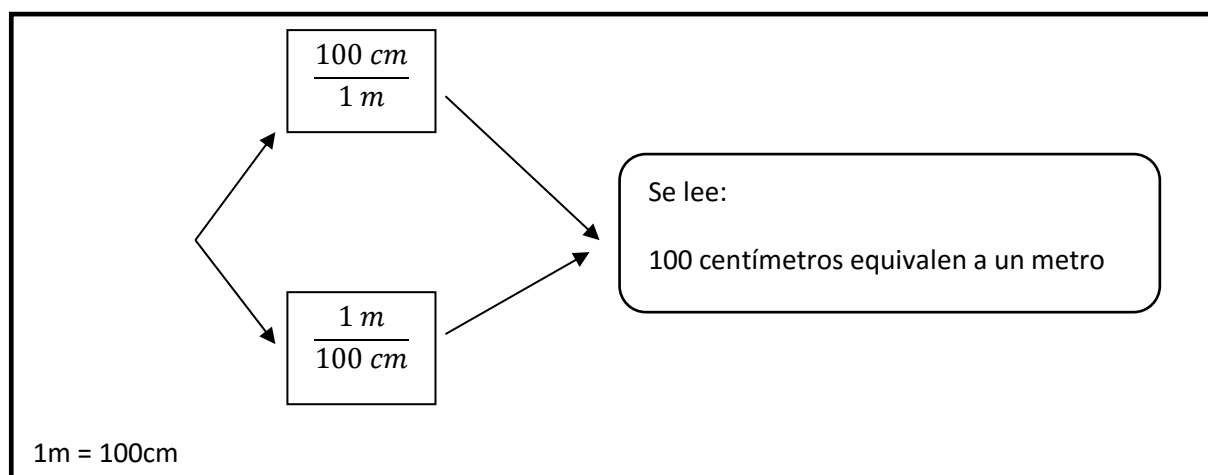 100 cm
1 m
Se lee:
100 centímetros equivalen a un metro
1 m
100 cm
1m = 100cm